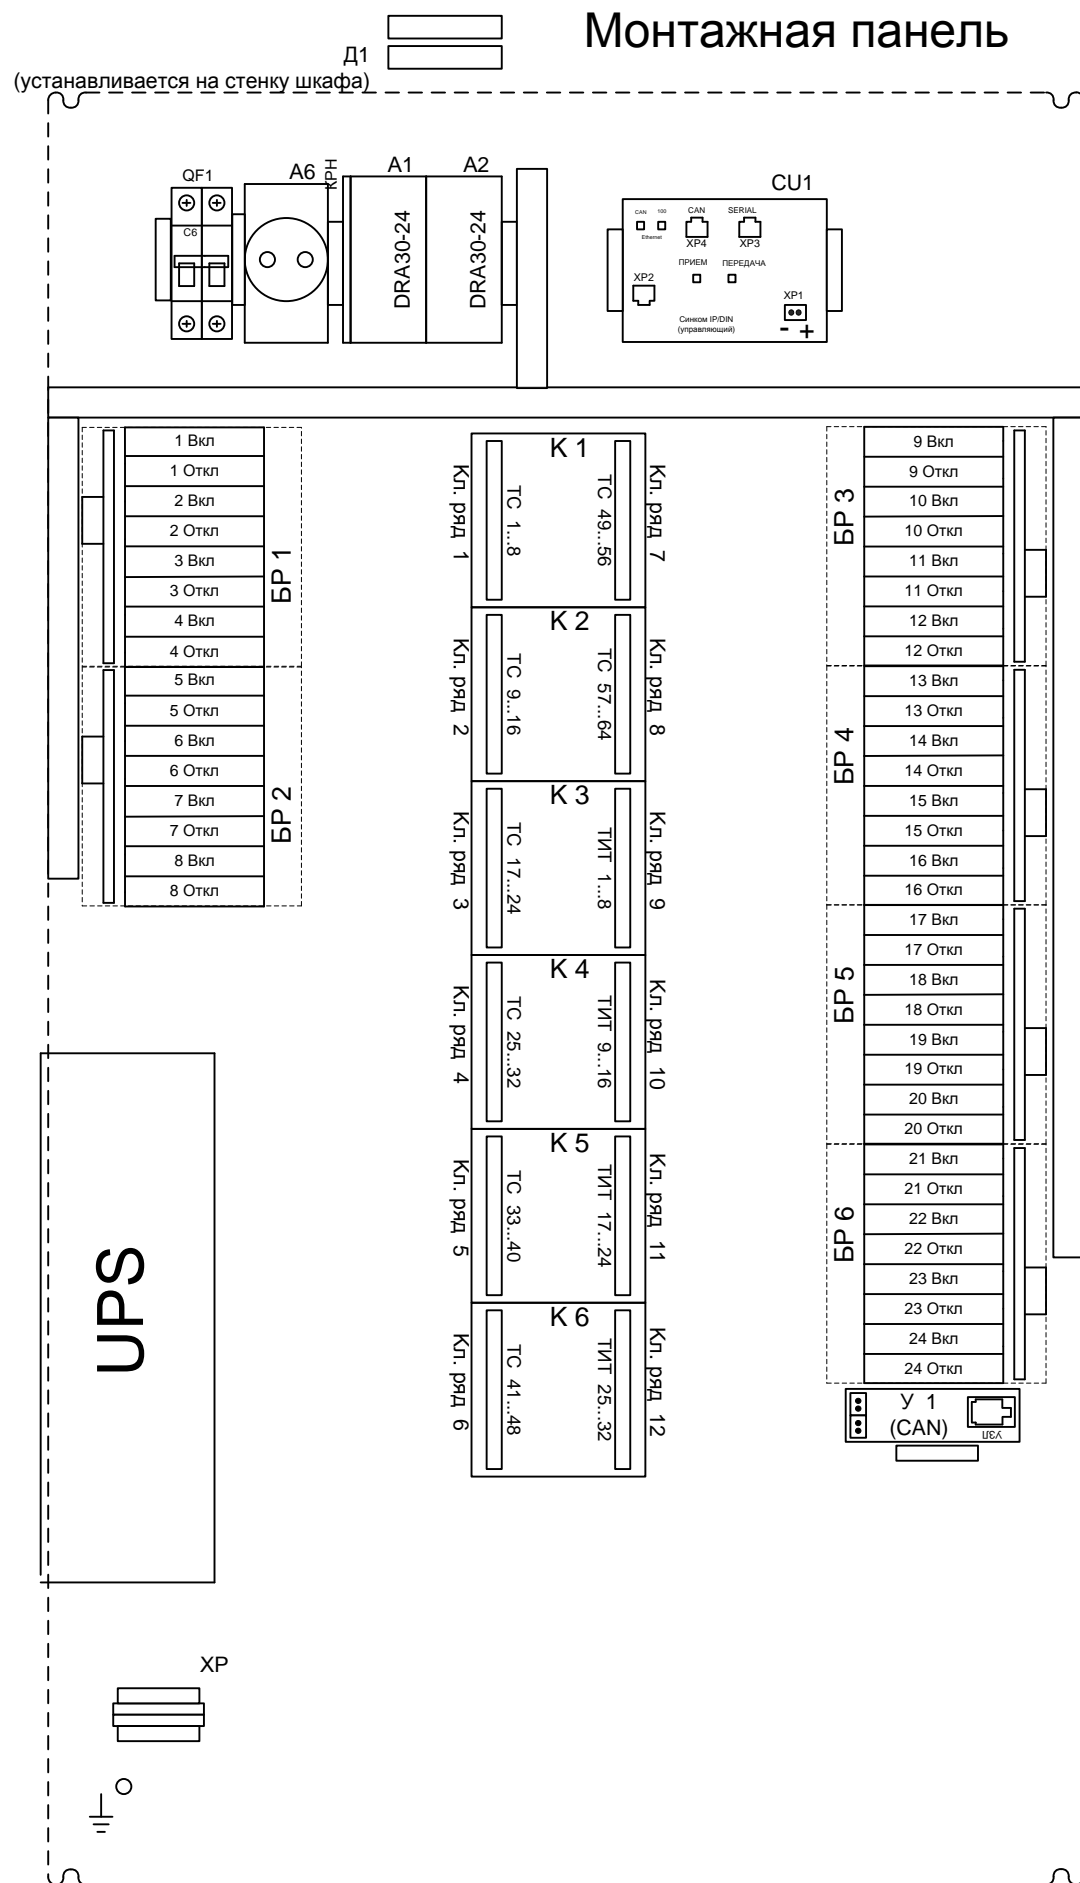 Монтажная панель
Д1
(устанавливается на стенку шкафа)
QF1
C6
A6
КРН
A1
DRA30-24
A2
DRA30-24
CU1
CAN
100
Ethernet
CAN
XP4
SERIAL
XP3
ПРИЕМ
ПЕРЕДАЧА
XP2
XP1
- +
Синком IP/DIN
(управляющий)
1 Вкл
1 Откл
2 Вкл
2 Откл
3 Вкл
3 Откл
4 Вкл
4 Откл
БР 1
5 Вкл
5 Откл
6 Вкл
6 Откл
7 Вкл
7 Откл
8 Вкл
8 Откл
БР 2
К 1
Кл. ряд 1
ТС 1...8
ТС 49...56
Кл. ряд 7
К 2
Кл. ряд 2
ТС 9...16
ТС 57...64
Кл. ряд 8
К 3
Кл. ряд 3
ТС 17...24
ТИТ 1...8
Кл. ряд 9
К 4
Кл. ряд 4
ТС 25...32
ТИТ 9...16
Кл. ряд 10
К 5
Кл. ряд 5
ТС 33...40
ТИТ 17...24
Кл. ряд 11
К 6
Кл. ряд 6
ТС 41...48
ТИТ 25...32
Кл. ряд 12
БР 3
9 Вкл
9 Откл
10 Вкл
10 Откл
11 Вкл
11 Откл
12 Вкл
12 Откл
БР 4
13 Вкл
13 Откл
14 Вкл
14 Откл
15 Вкл
15 Откл
16 Вкл
16 Откл
БР 5
17 Вкл
17 Откл
18 Вкл
18 Откл
19 Вкл
19 Откл
20 Вкл
20 Откл
БР 6
21 Вкл
21 Откл
22 Вкл
22 Откл
23 Вкл
23 Откл
24 Вкл
24 Откл
У 1
(CAN)
УЗЛ
UPS
XP